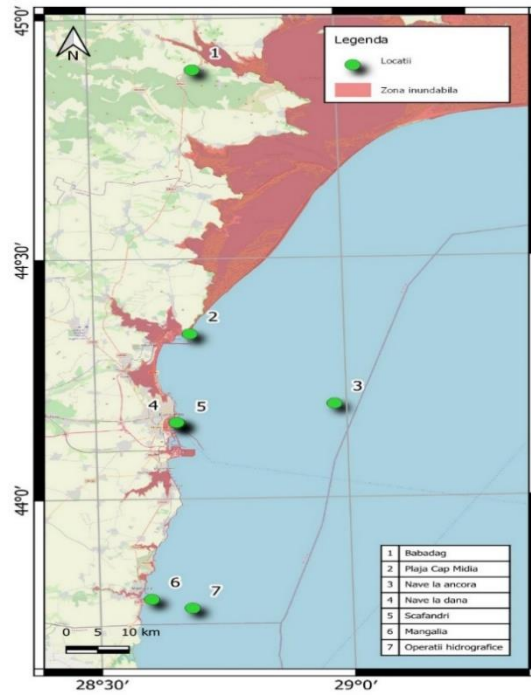 45°0'
1
Legenda
N
Locatii
Zona inundabila
44°30'
2
3
4
5
44°0'
1 Babadag
2 Plaja Cap Midia
3 Nave la ancora
4 Nave la dana
5 Scafandri
6 Mangalia
7 Operatii hidrografice
6
7
0 5 10 km
28°30'
29°0'